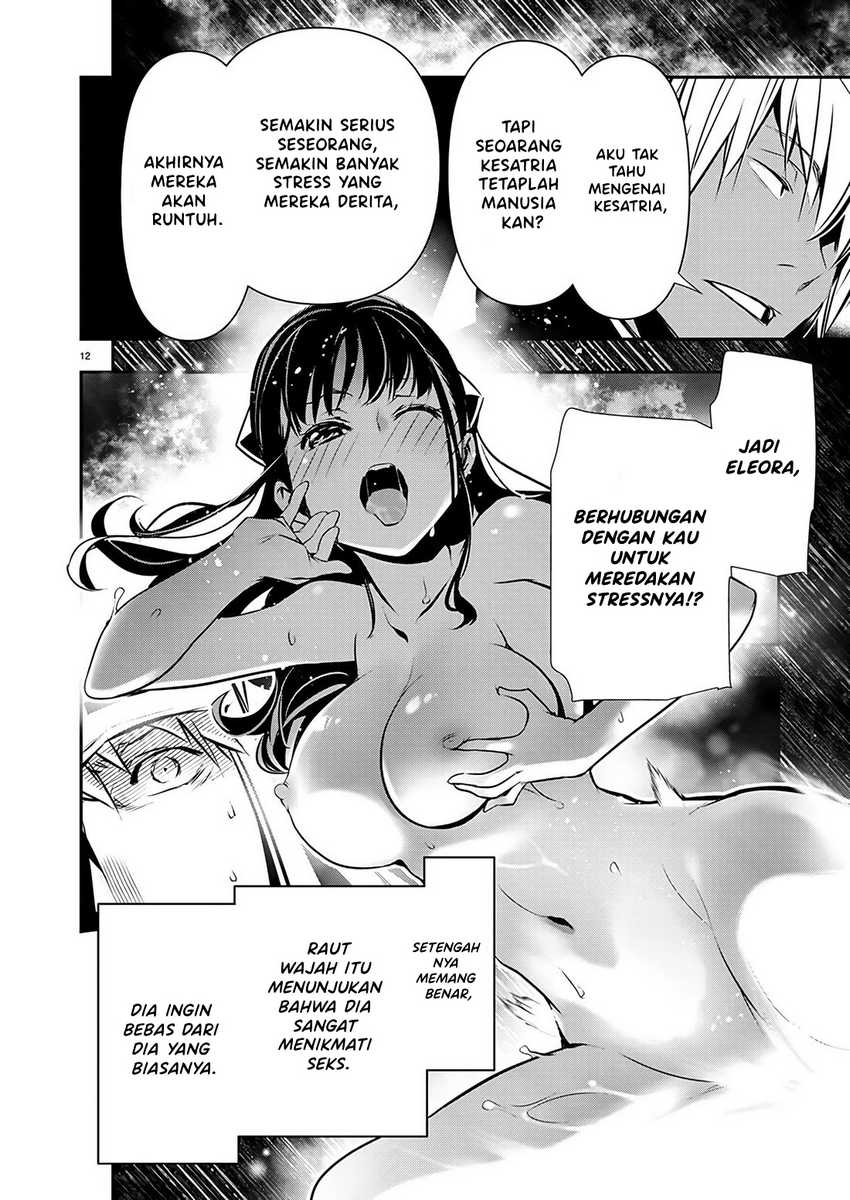 AKU TAK
TAHU
MENGENAI
KESATRIA,
TAPI
SEOARANG
KESATRIA
TETAPLAH
MANUSIA
KAN?
SEMAKIN SERIUS
SESEORANG,
SEMAKIN BANYAK
STRESS YANG
MEREKA DERITA,
AKHIRNYA
MEREKA
AKAN
RUNTUH.
12
JADI
ELEORA,
BERHUBUNGAN
DENGAN KAU
UNTUK
MEREDAKAN
STRESSNYA!?
SETENGAH
NYA
MEMANG
BENAR,
RAUT
WAJAH ITU
MENUNJUKAN
BAHWA DIA
SANGAT
MENIKMATI
SEKS.
DIA INGIN
BEBAS DARI
DIA YANG
BIASANYA.